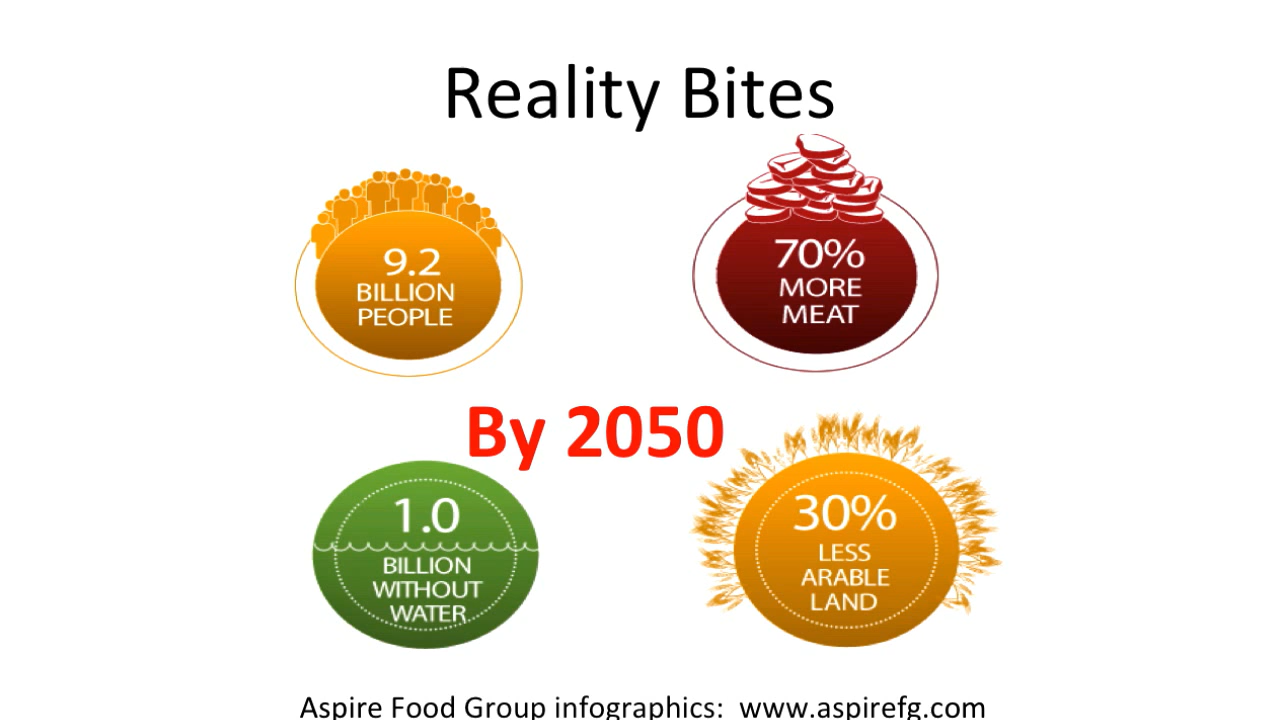 Reality Bites
9.2
BILLION
PEOPLE
70%
MORE
MEAT
By 2050
1.0
BILLION
WITHOUT
WATER
30%
LESS
ARABLE
LAND
Aspire Food Group infographics:  www.aspirefg.com